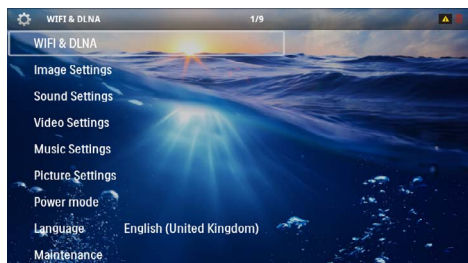 WIFI & DLNA 1/9
WIFI & DLNA
Image Settings
Sound Settings
Video Settings
Music Settings
Picture Settings
Power mode
Language English (United Kingdom)
Maintenance